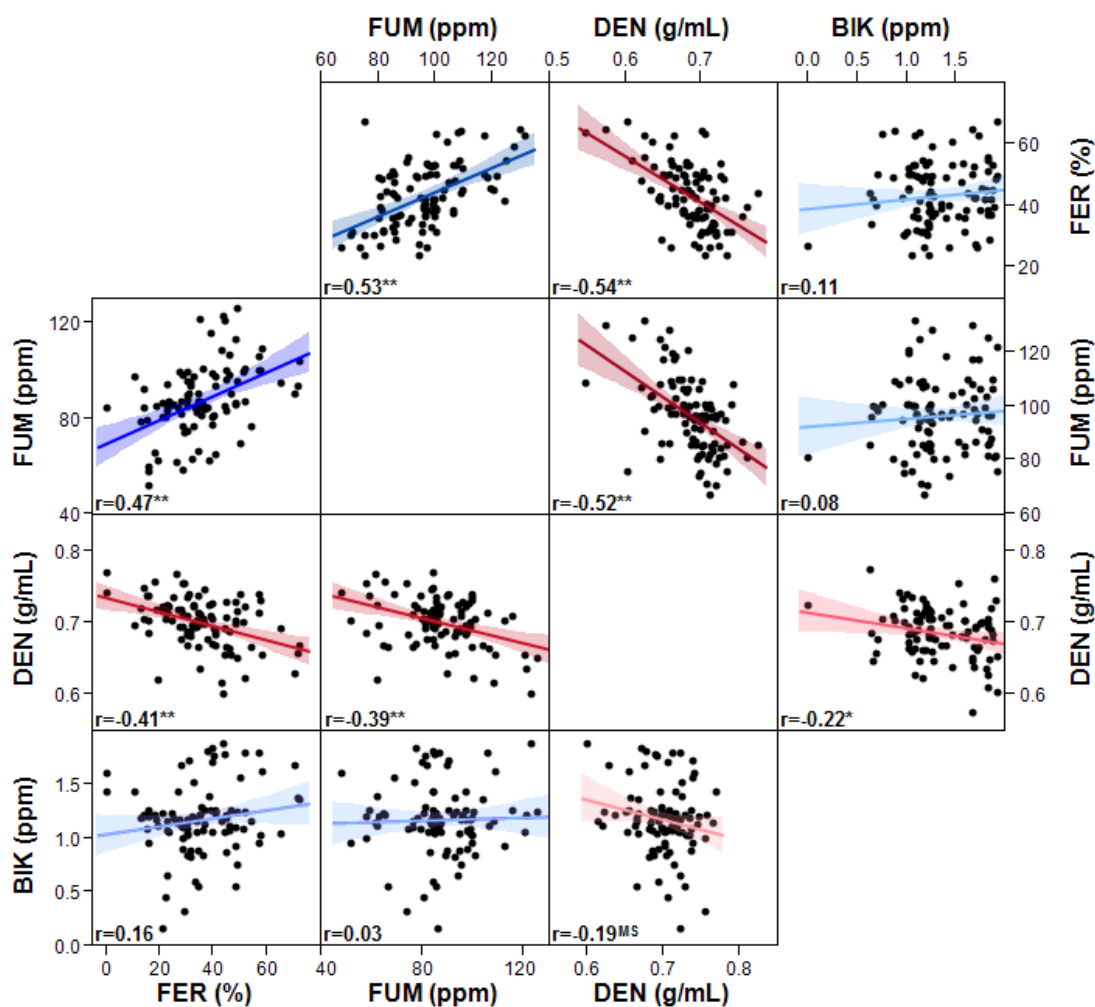 FUM (ppm) DEN (g/mL) BIK (ppm)
60 80 100 120 0.5 0.6 0.7 0.0 0.5 1.0 1.5
60
40
20
FER (%)
r=0.53** r=-0.54** r=0.11
120
80
40
FUM (ppm)
120
100
80
60
FUM (ppm)
r=0.47** r=-0.52** r=0.08
0.8
0.7
0.6
DEN (g/mL)
0.8
0.7
0.6
DEN (g/mL)
r=-0.41** r=-0.39** r=-0.22*
1.5
1.0
0.5
0.0
BIK (ppm)
r=0.16 r=0.03 r=-0.19MS
0 20 40 60 40 80 120 0.6 0.7 0.8
FER (%) FUM (ppm) DEN (g/mL)